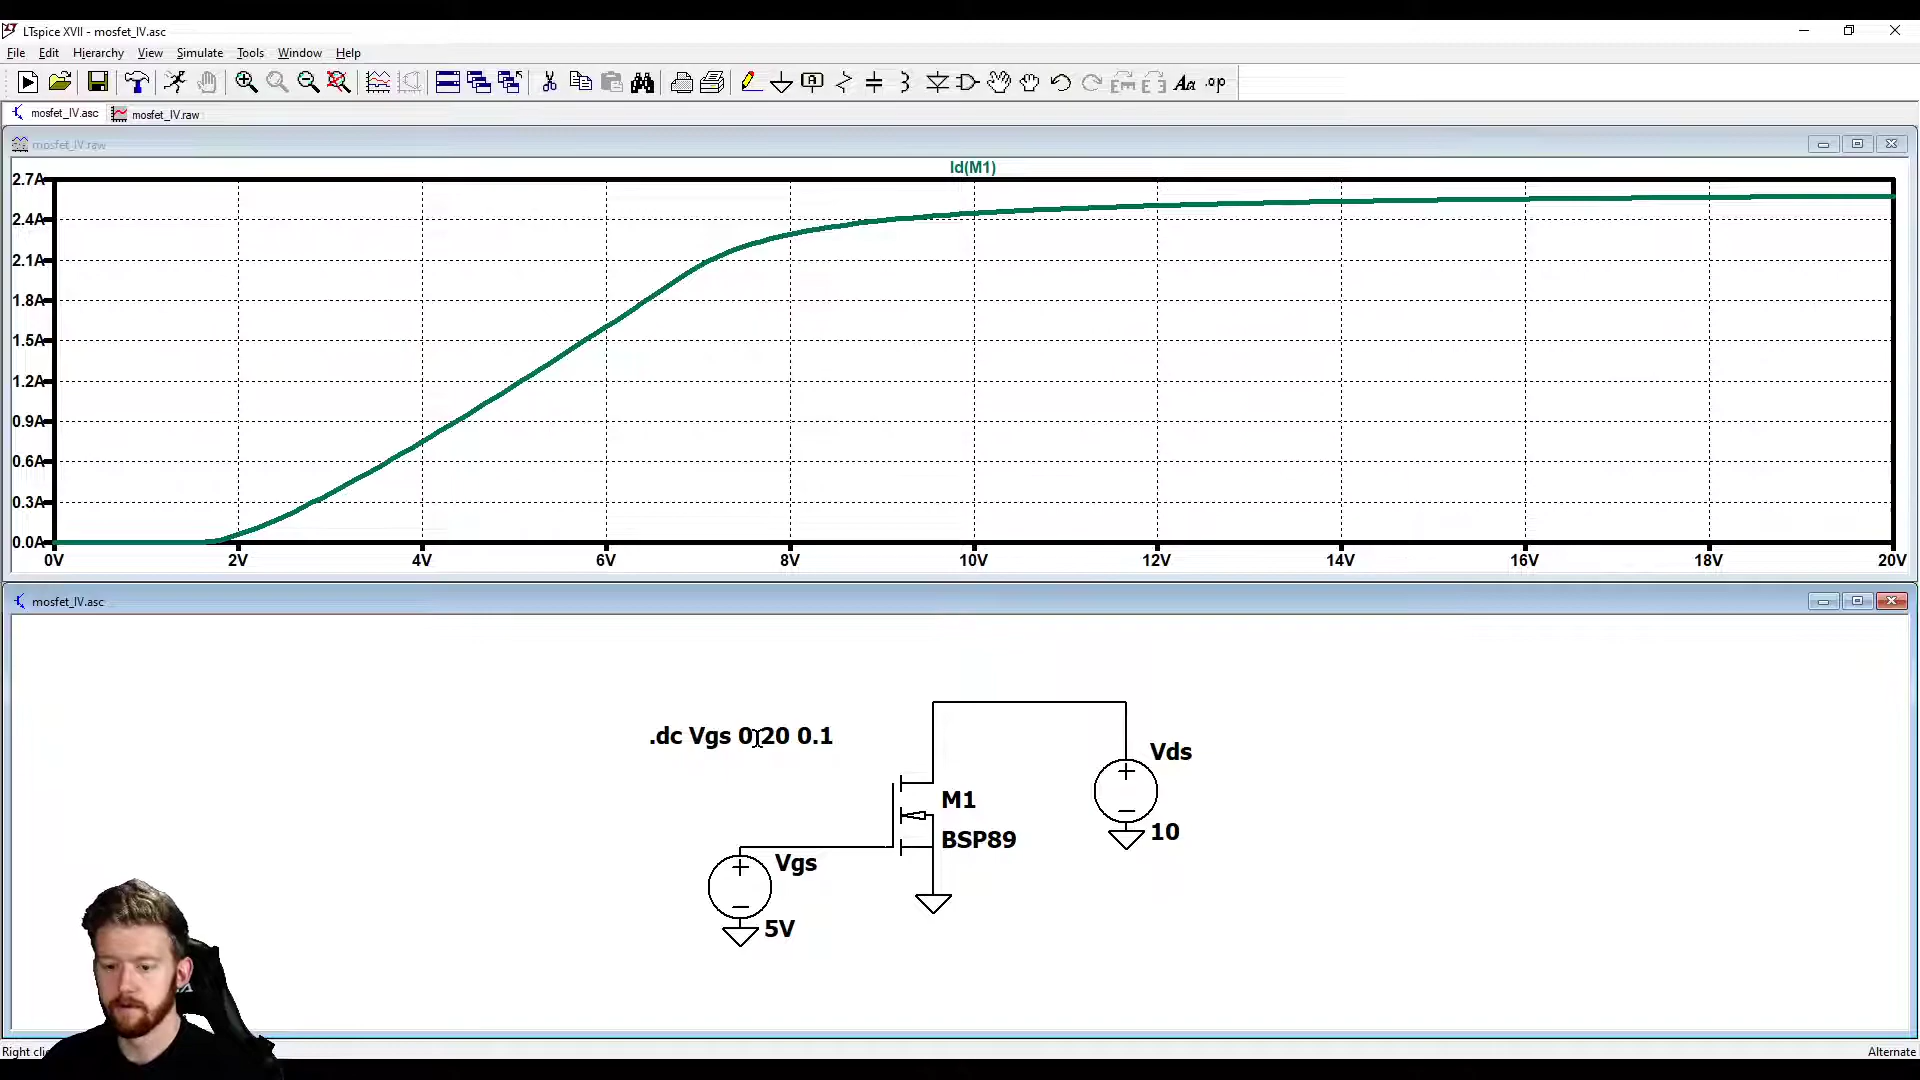 LTspice XVII - mosfet_IV.asc
File Edit Hierarchy View Simulate Tools Window Help
mosfet_IV.asc mosfet_IV.raw
mosfet_IV.raw
Id(M1)
2.7A
2.4A
2.1A
1.8A
1.5A
1.2A
0.9A
0.6A
0.3A
0.0A
0V 2V 4V 6V 8V 10V 12V 14V 16V 18V 20V
mosfet_IV.asc
.dc Vgs 0 20 0.1
Vds
M1
10
BSP89
Vgs
5V
Right cli
Alternate